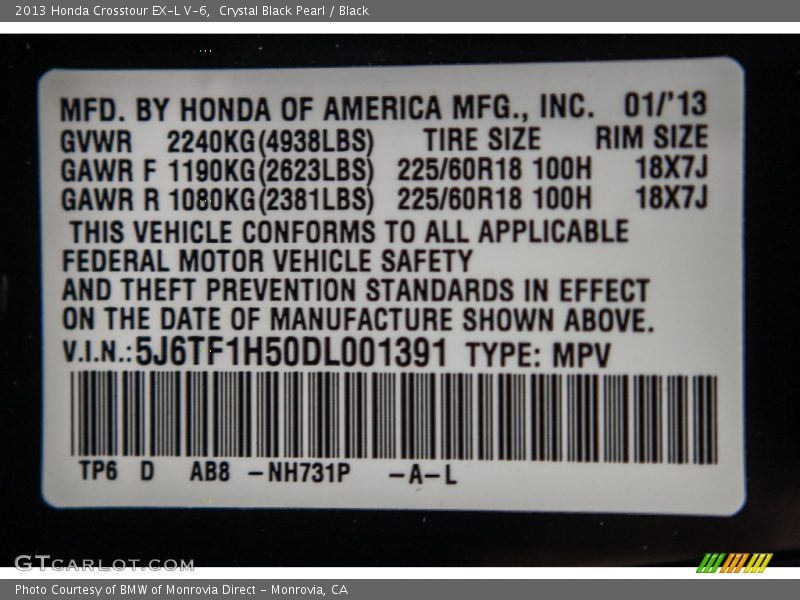 2013 Honda Crosstour EX-L V-6,  Crystal Black Pearl / Black
MFD. BY HONDA OF AMERICA MFG., INC. 01/'13
GVWR 2240KG(4938LBS) TIRE SIZE RIM SIZE
GAWR F 1190KG(2623LBS) 225/60R18 100H 18X7J
GAWR R 1080KG(2381LBS) 225/60R18 100H 18X7J
THIS VEHICLE CONFORMS TO ALL APPLICABLE
FEDERAL MOTOR VEHICLE SAFETY
AND THEFT PREVENTION STANDARDS IN EFFECT
ON THE DATE OF MANUFACTURE SHOWN ABOVE.
V.I.N.:5J6TF1H50DL001391 TYPE: MPV
TP6 D AB8 -NH731P -A-L
GTCARLOT.COM
Photo Courtesy of BMW of Monrovia Direct - Monrovia, CA